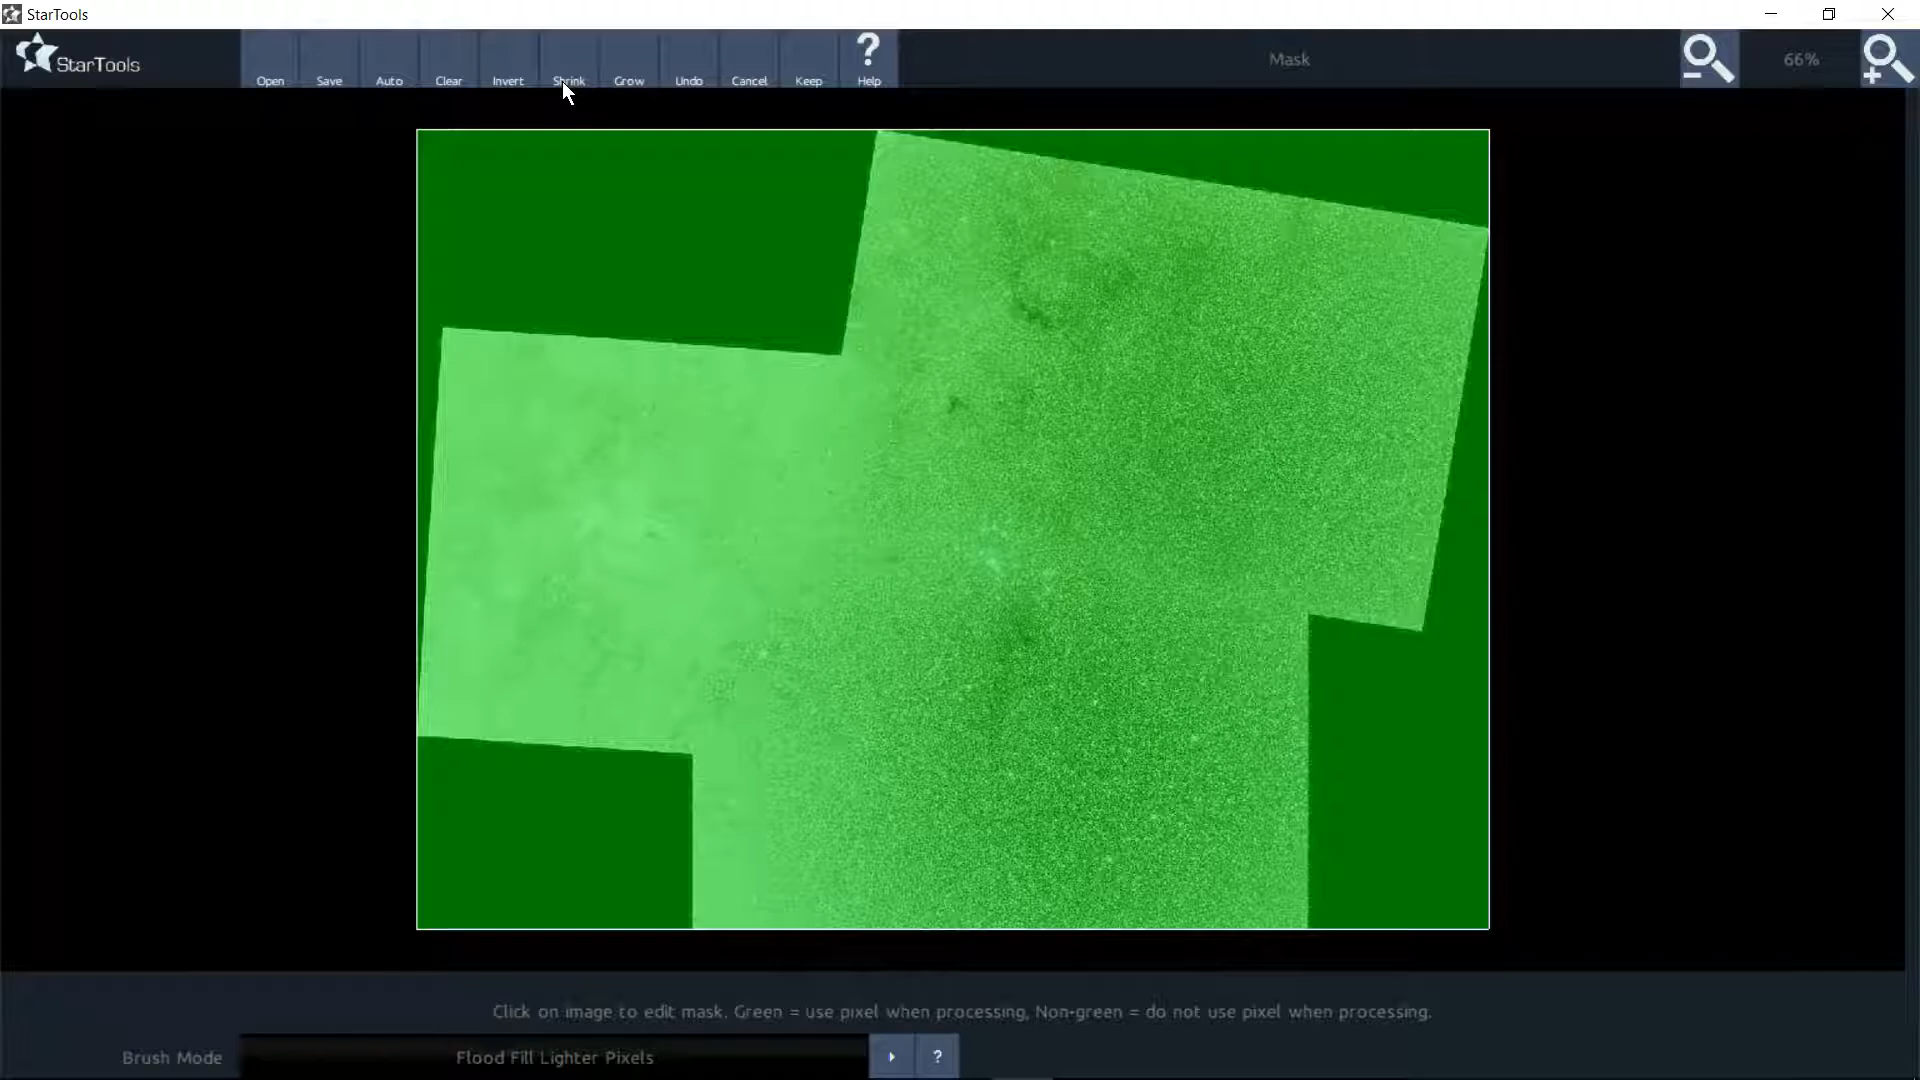 StarTools
StarTools
Open Save Auto Clear Invert Shrink Grow Undo Cancel Keep Help
Mask
66%
Click on image to edit mask. Green = use pixel when processing, Non-green = do not use pixel when processing.
Brush Mode Flood Fill Lighter Pixels ?